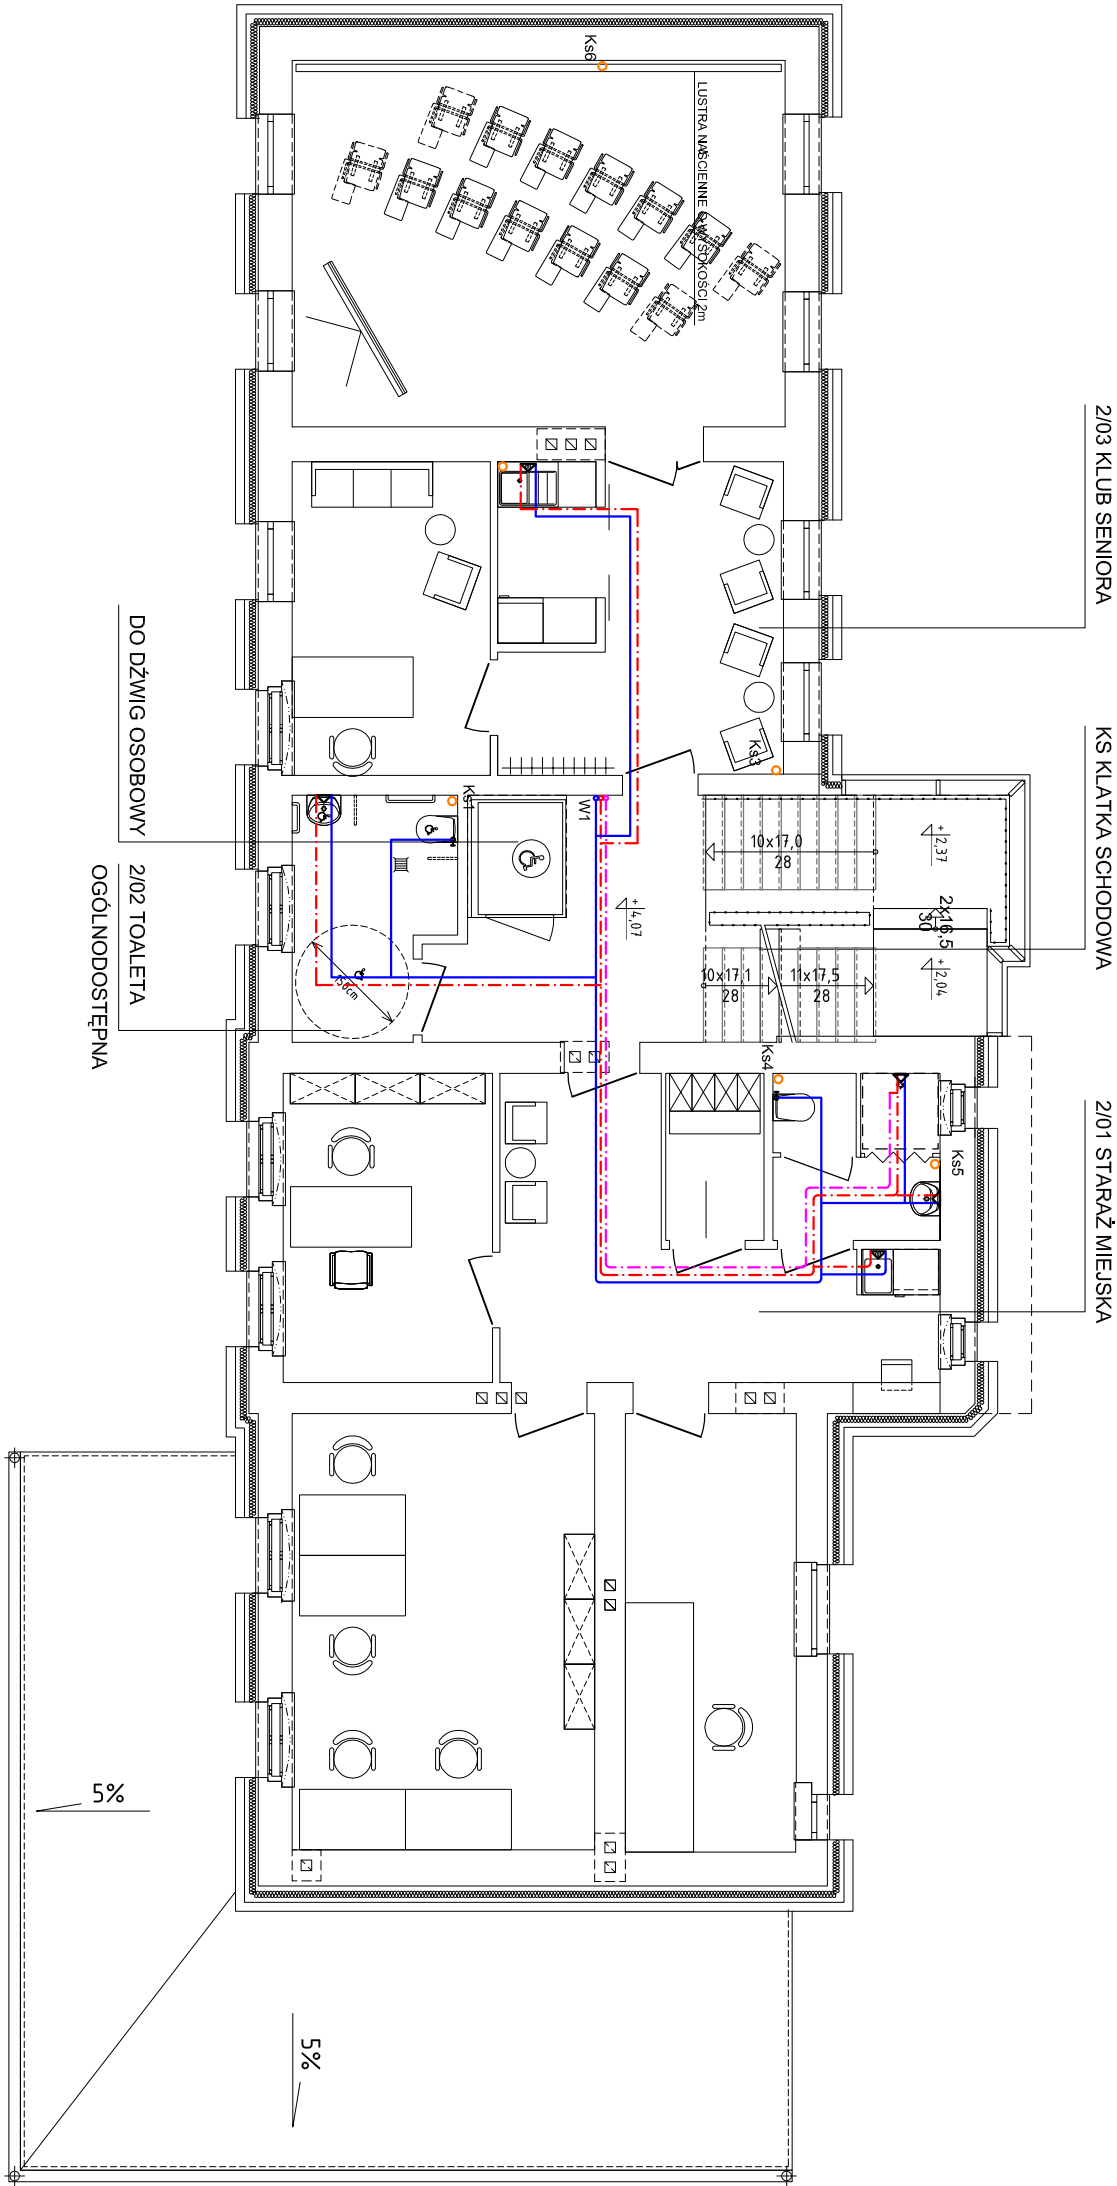 2/03 KLUB SENIORA
KS KLATKA SCHODOWA
2/01 STARAŻ MIEJSKA
LUSTRA NAŚCIENNE O WYSOKOŚCI 2m
Ks6
Ks3
Ks1
W1
Ks4
Ks5
10x17,0
28
+2,37
2x16,5
30
+2,04
10x17,1
28
11x17,5
28
+4,07
150cm
DO DŹWIG OSOBOWY
2/02 TOALETA
OGÓLNODOSTĘPNA
5%
5%